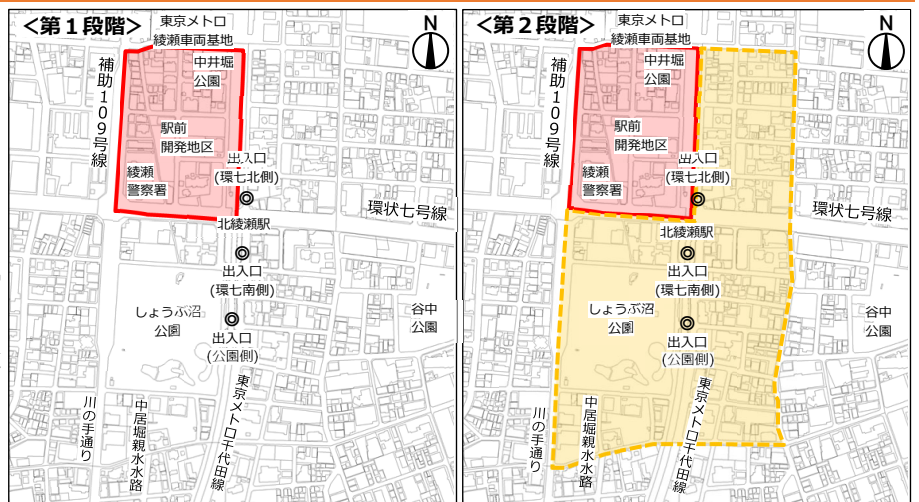 <第1段階>
東京メトロ
綾瀬車両基地
N
補助109号線
中井堀
公園
駅前
開発地区
綾瀬
警察署
出入口
(環七北側)
環状七号線
北綾瀬駅
出入口
(環七南側)
しょうぶ沼
公園
出入口
(公園側)
谷中
公園
川の手通り
中居堀親水水路
東京メトロ千代田線
<第2段階>
東京メトロ
綾瀬車両基地
N
補助109号線
中井堀
公園
駅前
開発地区
綾瀬
警察署
出入口
(環七北側)
環状七号線
北綾瀬駅
出入口
(環七南側)
しょうぶ沼
公園
出入口
(公園側)
谷中
公園
川の手通り
中居堀親水水路
東京メトロ千代田線